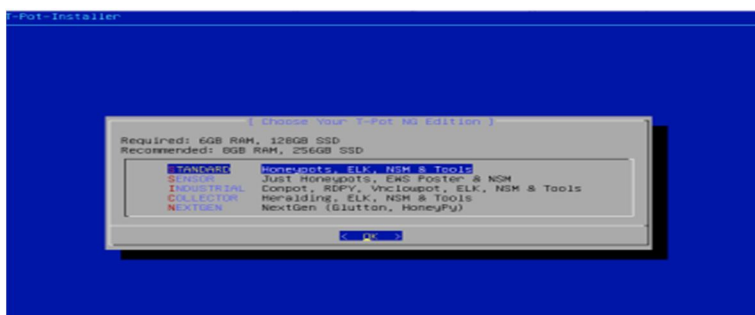 T-Pot-Installer
[ Choose Your T-Pot NG Edition ]
Required: 6GB RAM, 128GB SSD
Recommended: 8GB RAM, 256GB SSD
STANDARD Honeypots, ELK, NSM & Tools
SENSOR Just Honeypots, EWS Poster & NSM
INDUSTRIAL Conpot, RDPY, Vnclowpot, ELK, NSM & Tools
COLLECTOR Heralding, ELK, NSM & Tools
NEXTGEN NextGen (Glutton, HoneyPy)
< OK >